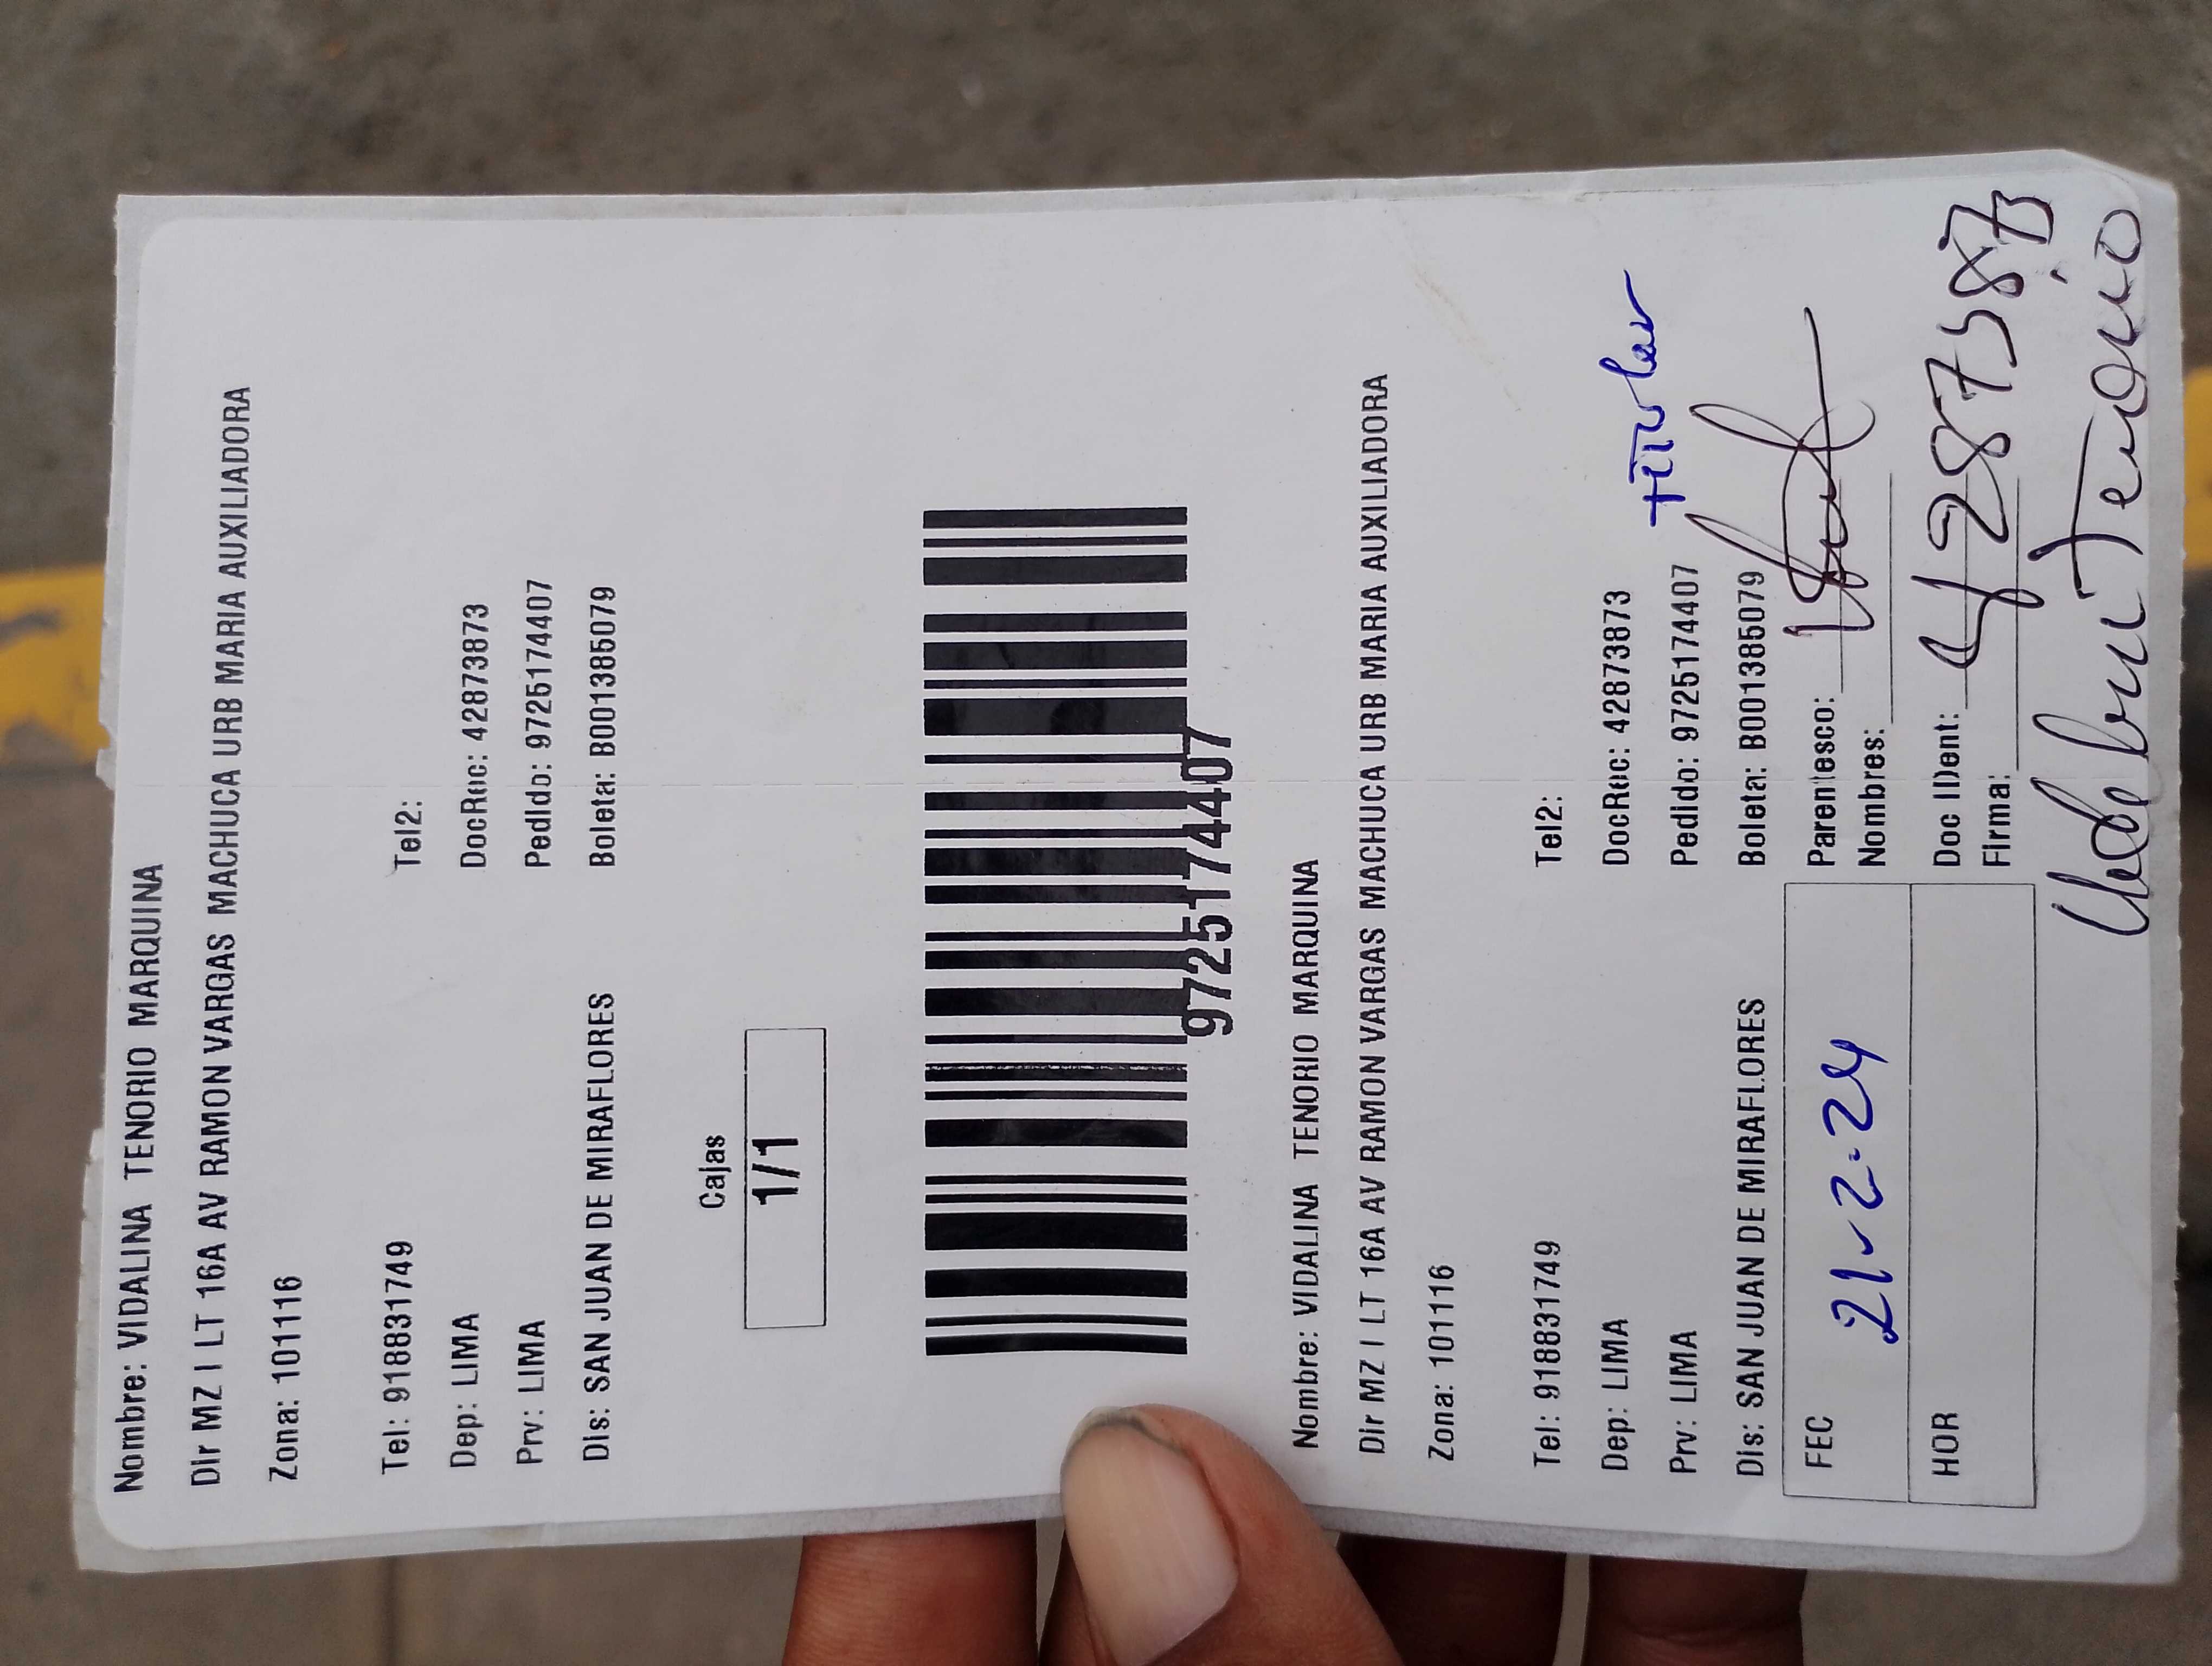 Nombre: VIDALINA TENORIO MARQUINA
Dir MZ I LT 16A AV RAMON VARGAS MACHUCA URB MARIA AUXILIADORA
Zona: 101116
Tel: 918831749 Tel2:
Dep: LIMA DocRuc: 42873873
Prv: LIMA Pedido: 9725174407
Dis: SAN JUAN DE MIRAFLORES Boleta: B001385079
Cajas
1/1
9725174407
Nombre: VIDALINA TENORIO MARQUINA
Dir MZ I LT 16A AV RAMON VARGAS MACHUCA URB MARIA AUXILIADORA
Zona: 101116
Tel: 918831749 Tel2:
Dep: LIMA DocRuc: 42873873 titular
Prv: LIMA Pedido: 9725174407
Dis: SAN JUAN DE MIRAFLORES Boleta: B001385079
FEC 21-2-24 Parentesco:
Nombres:
HOR Doc IDent:
Firma:
Tenorio